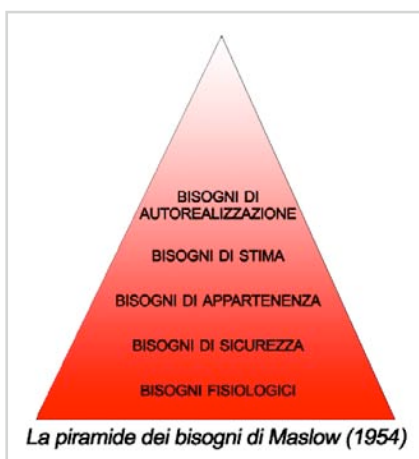 BISOGNI DI
AUTOREALIZZAZIONE
BISOGNI DI STIMA
BISOGNI DI APPARTENENZA
BISOGNI DI SICUREZZA
BISOGNI FISIOLOGICI
La piramide dei bisogni di Maslow (1954)